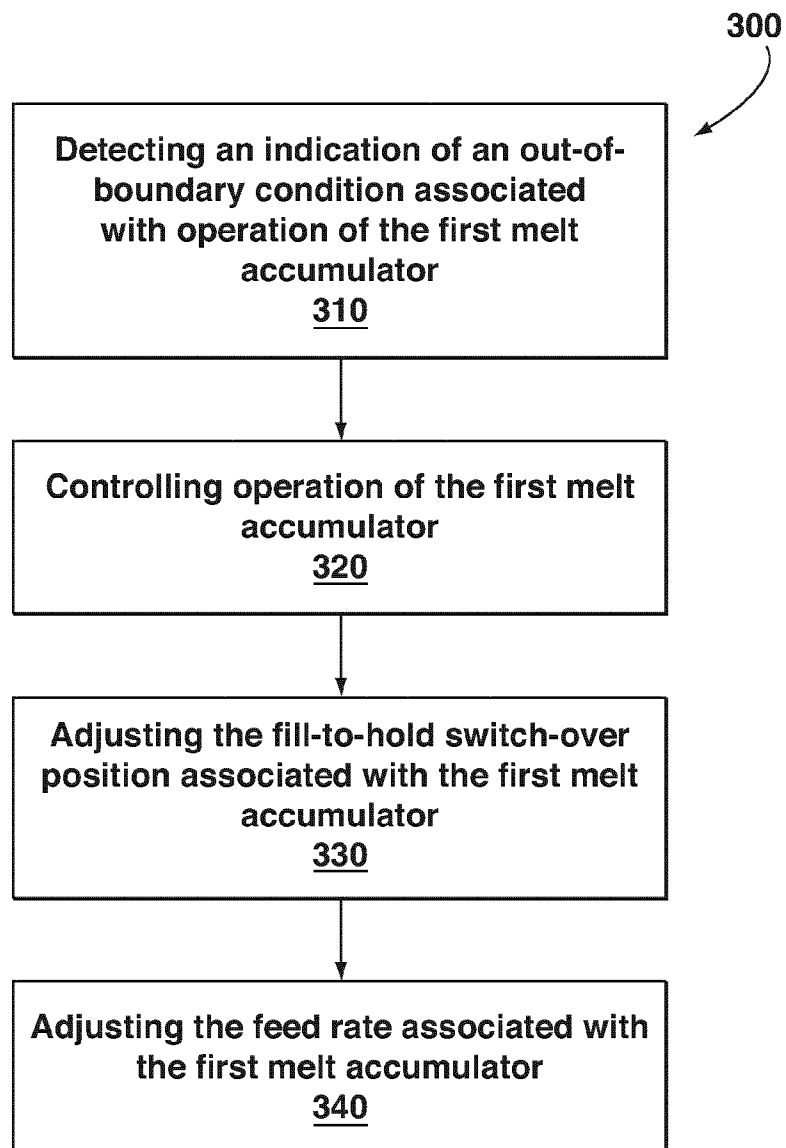 300
Detecting an indication of an out-of-
boundary condition associated
with operation of the first melt
accumulator
310
Controlling operation of the first melt
accumulator
320
Adjusting the fill-to-hold switch-over
position associated with the first melt
accumulator
330
Adjusting the feed rate associated with
the first melt accumulator
340